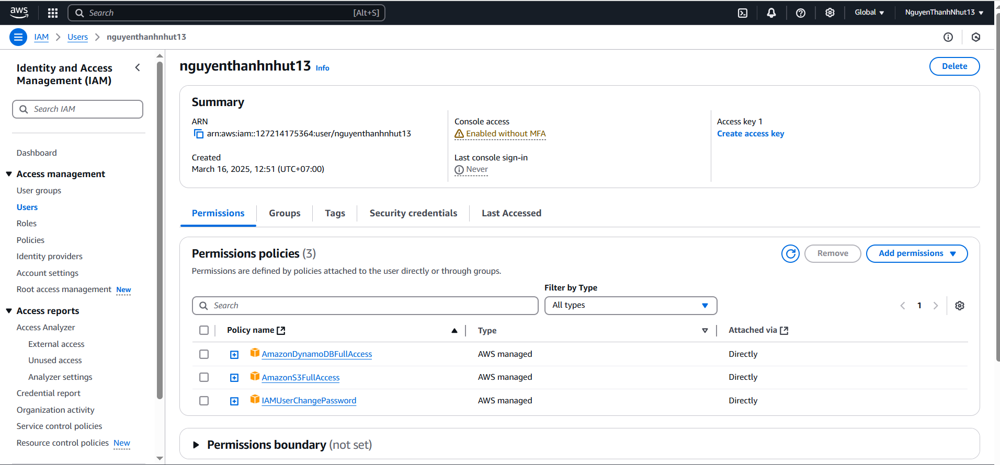 aws
Search [Alt+S]
Global
NguyenThanhNhut13
IAM > Users > nguyenthanhnhut13
Identity and Access Management (IAM)
Search IAM
Dashboard
Access management
User groups
Users
Roles
Policies
Identity providers
Account settings
Root access management New
Access reports
Access Analyzer
External access
Unused access
Analyzer settings
Credential report
Organization activity
Service control policies
Resource control policies New
nguyenthanhnhut13 Info
Delete
Summary
ARN
arn:aws:iam::127214175364:user/nguyenthanhnhut13
Created
March 16, 2025, 12:51 (UTC+07:00)
Console access
Enabled without MFA
Last console sign-in
Never
Access key 1
Create access key
Permissions Groups Tags Security credentials Last Accessed
Permissions policies (3)
Remove
Add permissions
Permissions are defined by policies attached to the user directly or through groups.
Filter by Type
Search
All types
1
Policy name Type Attached via
AmazonDynamoDBFullAccess AWS managed Directly
AmazonS3FullAccess AWS managed Directly
IAMUserChangePassword AWS managed Directly
Permissions boundary (not set)